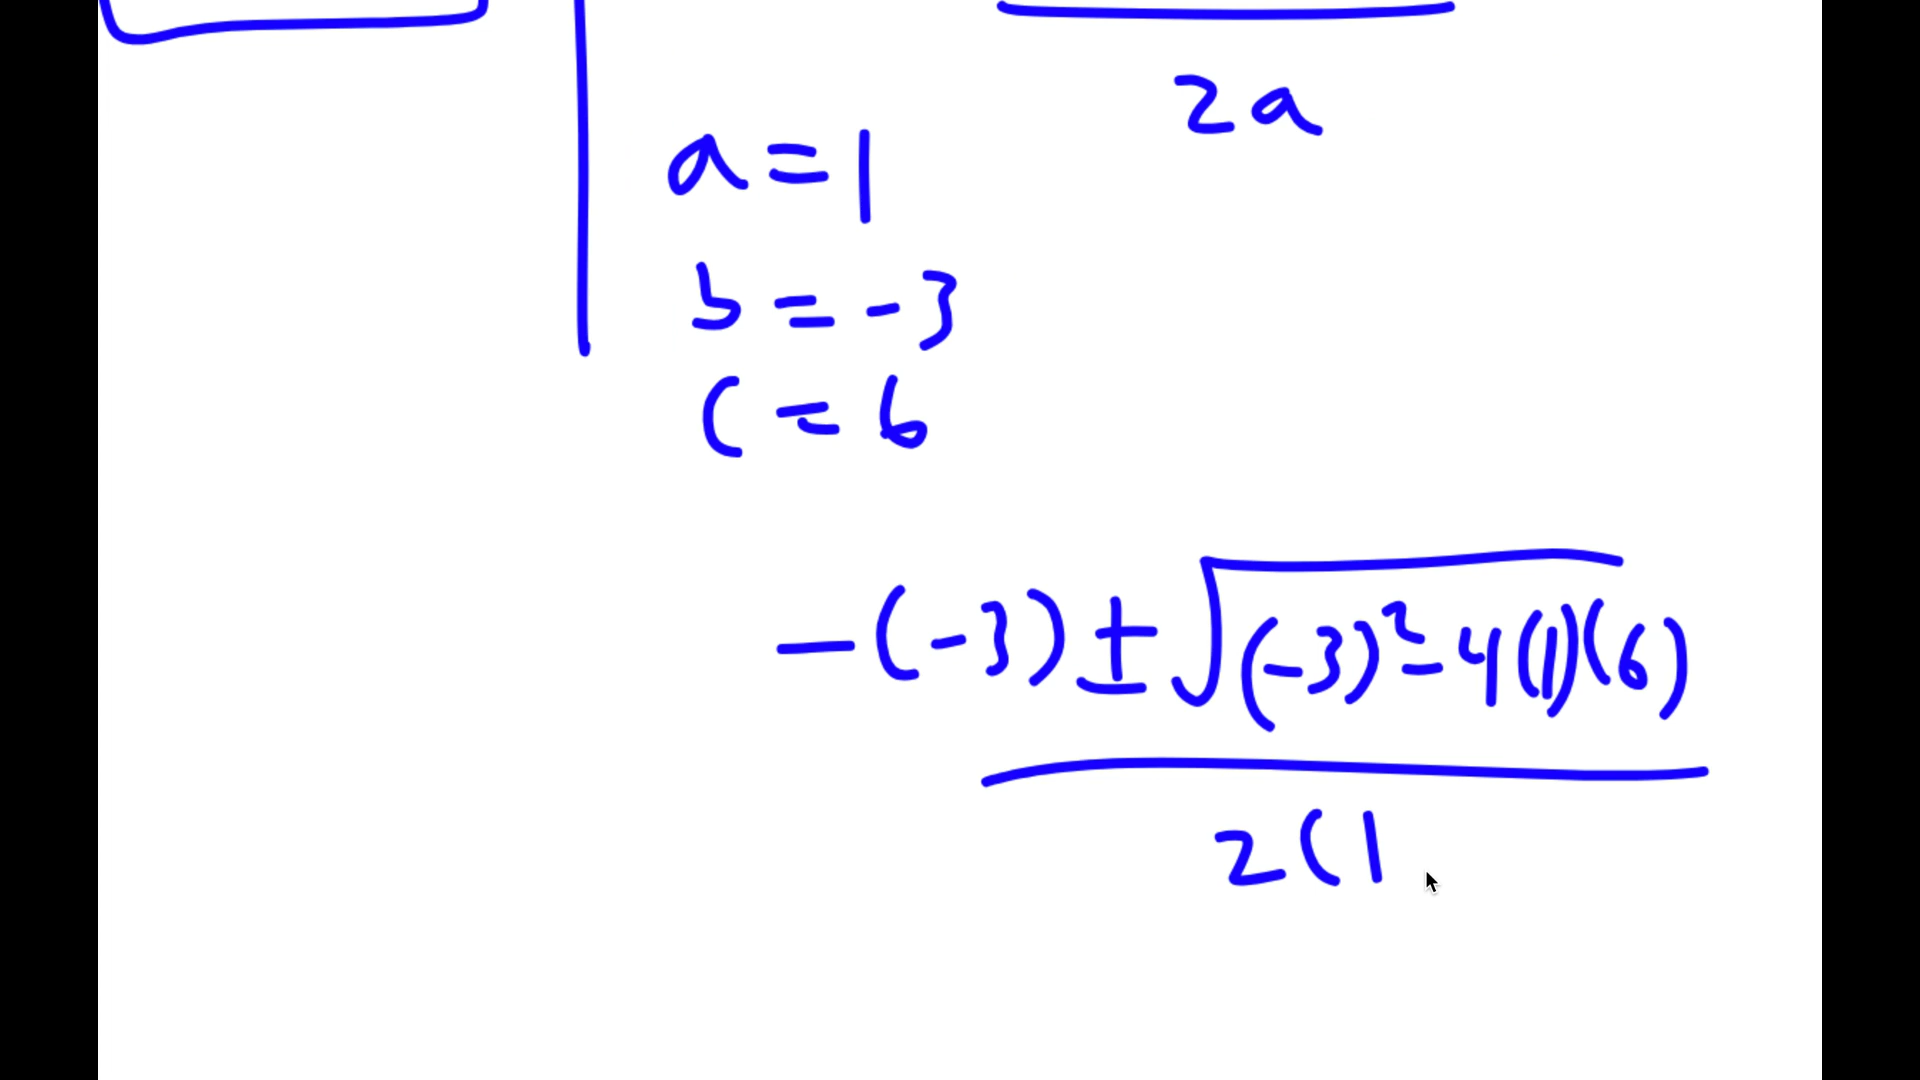 2a
a = 1
b = -3
c = 6
-(-3) ± √(-3)² - 4(1)(6)
2(1